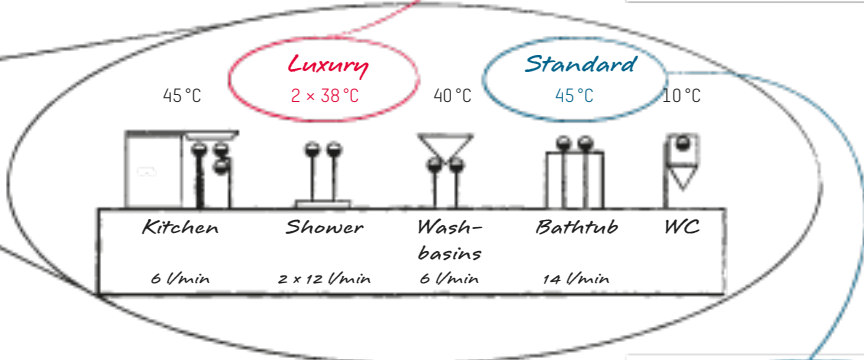 Luxury
Standard
45 °C
2 × 38 °C
40 °C
45 °C
10 °C
Kitchen
Shower
Wash-
basins
Bathtub
WC
6 l/min
2 x 12 l/min
6 l/min
14 l/min